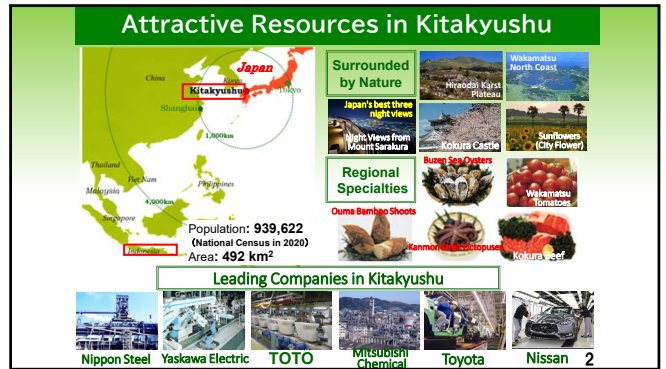 Attractive Resources in Kitakyushu
Japan
China
Korea
Kitakyushu
Tokyo
Shanghai
1,000km
Thailand
Viet Nam
Philippines
Malaysia
4,000km
Singapore
Indonesia
Population: 939,622
(National Census in 2020)
Area: 492 km²
Surrounded
by Nature
Hiraodai Karst
Plateau
Wakamatsu
North Coast
Japan's best three
night views
Night Views from
Mount Sarakura
Kokura Castle
Sunflowers
(City Flower)
Regional
Specialties
Buzen Sea Oysters
Wakamatsu
Tomatoes
Ouma Bamboo Shoots
Kanmon Octopuses
Kokura Beef
Leading Companies in Kitakyushu
Nippon Steel
Yaskawa Electric
TOTO
Mitsubishi
Chemical
Toyota
Nissan
2